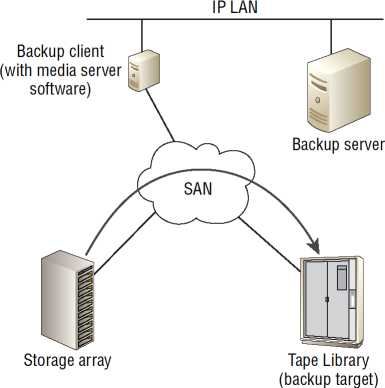 IP LAN
Backup client
(with media server
software)
Backup server
SAN
Storage array
Tape Library
(backup target)